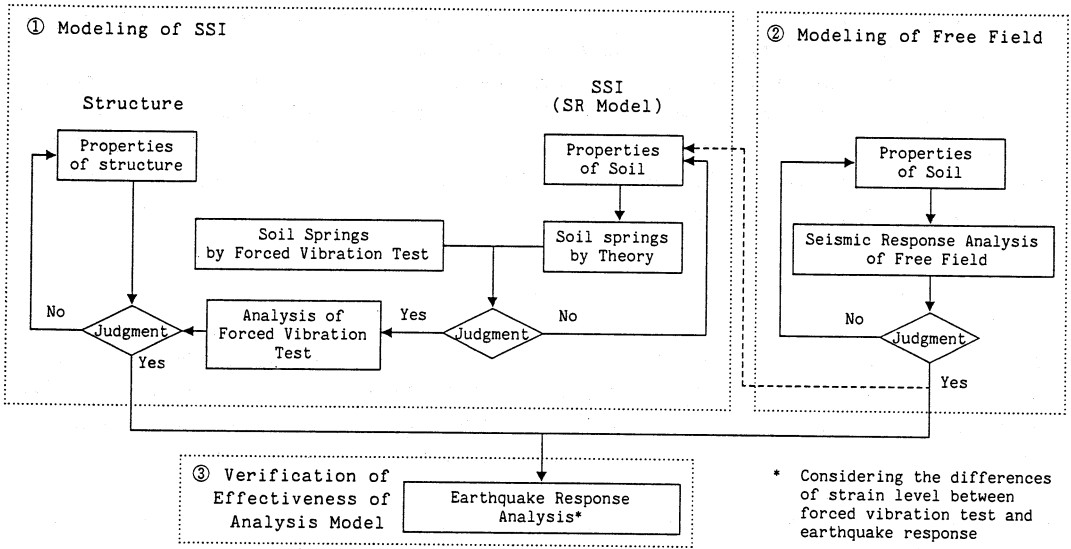 ① Modeling of SSI
Structure
Properties
of structure
SSI
(SR Model)
Properties
of Soil
Soil Springs
by Forced Vibration Test
Soil springs
by Theory
No
Judgment
Yes
Analysis of
Forced Vibration
Test
Yes
Judgment
No
② Modeling of Free Field
Properties
of Soil
Seismic Response Analysis
of Free Field
No
Judgment
Yes
③ Verification of
Effectiveness of
Analysis Model
Earthquake Response
Analysis*
* Considering the differences
of strain level between
forced vibration test and
earthquake response